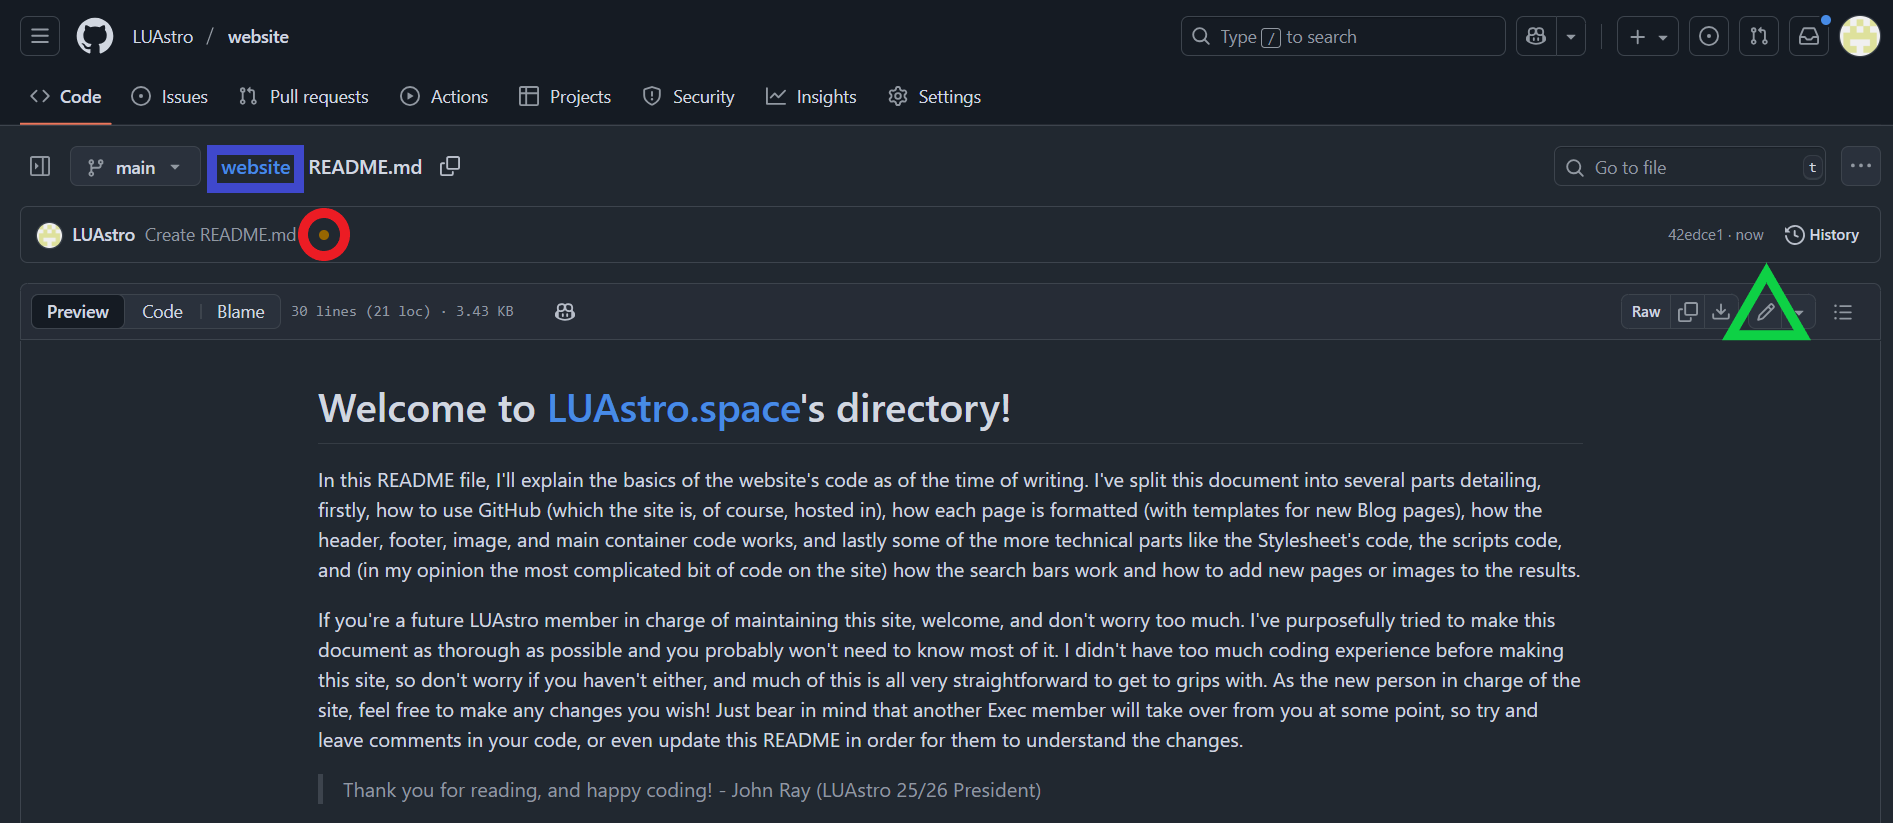 LUAstro / website
Type / to search
Code Issues Pull requests Actions Projects Security Insights Settings
main website README.md Go to file t
LUAstro Create README.md 42edce1 · now History
Preview Code Blame 30 lines (21 loc) · 3.43 KB Raw
Welcome to LUAstro.space's directory!
In this README file, I'll explain the basics of the website's code as of the time of writing. I've split this document into several parts detailing,
firstly, how to use GitHub (which the site is, of course, hosted in), how each page is formatted (with templates for new Blog pages), how the
header, footer, image, and main container code works, and lastly some of the more technical parts like the Stylesheet's code, the scripts code,
and (in my opinion the most complicated bit of code on the site) how the search bars work and how to add new pages or images to the results.
If you're a future LUAstro member in charge of maintaining this site, welcome, and don't worry too much. I've purposefully tried to make this
document as thorough as possible and you probably won't need to know most of it. I didn't have too much coding experience before making
this site, so don't worry if you haven't either, and much of this is all very straightforward to get to grips with. As the new person in charge of the
site, feel free to make any changes you wish! Just bear in mind that another Exec member will take over from you at some point, so try and
leave comments in your code, or even update this README in order for them to understand the changes.
Thank you for reading, and happy coding! - John Ray (LUAstro 25/26 President)